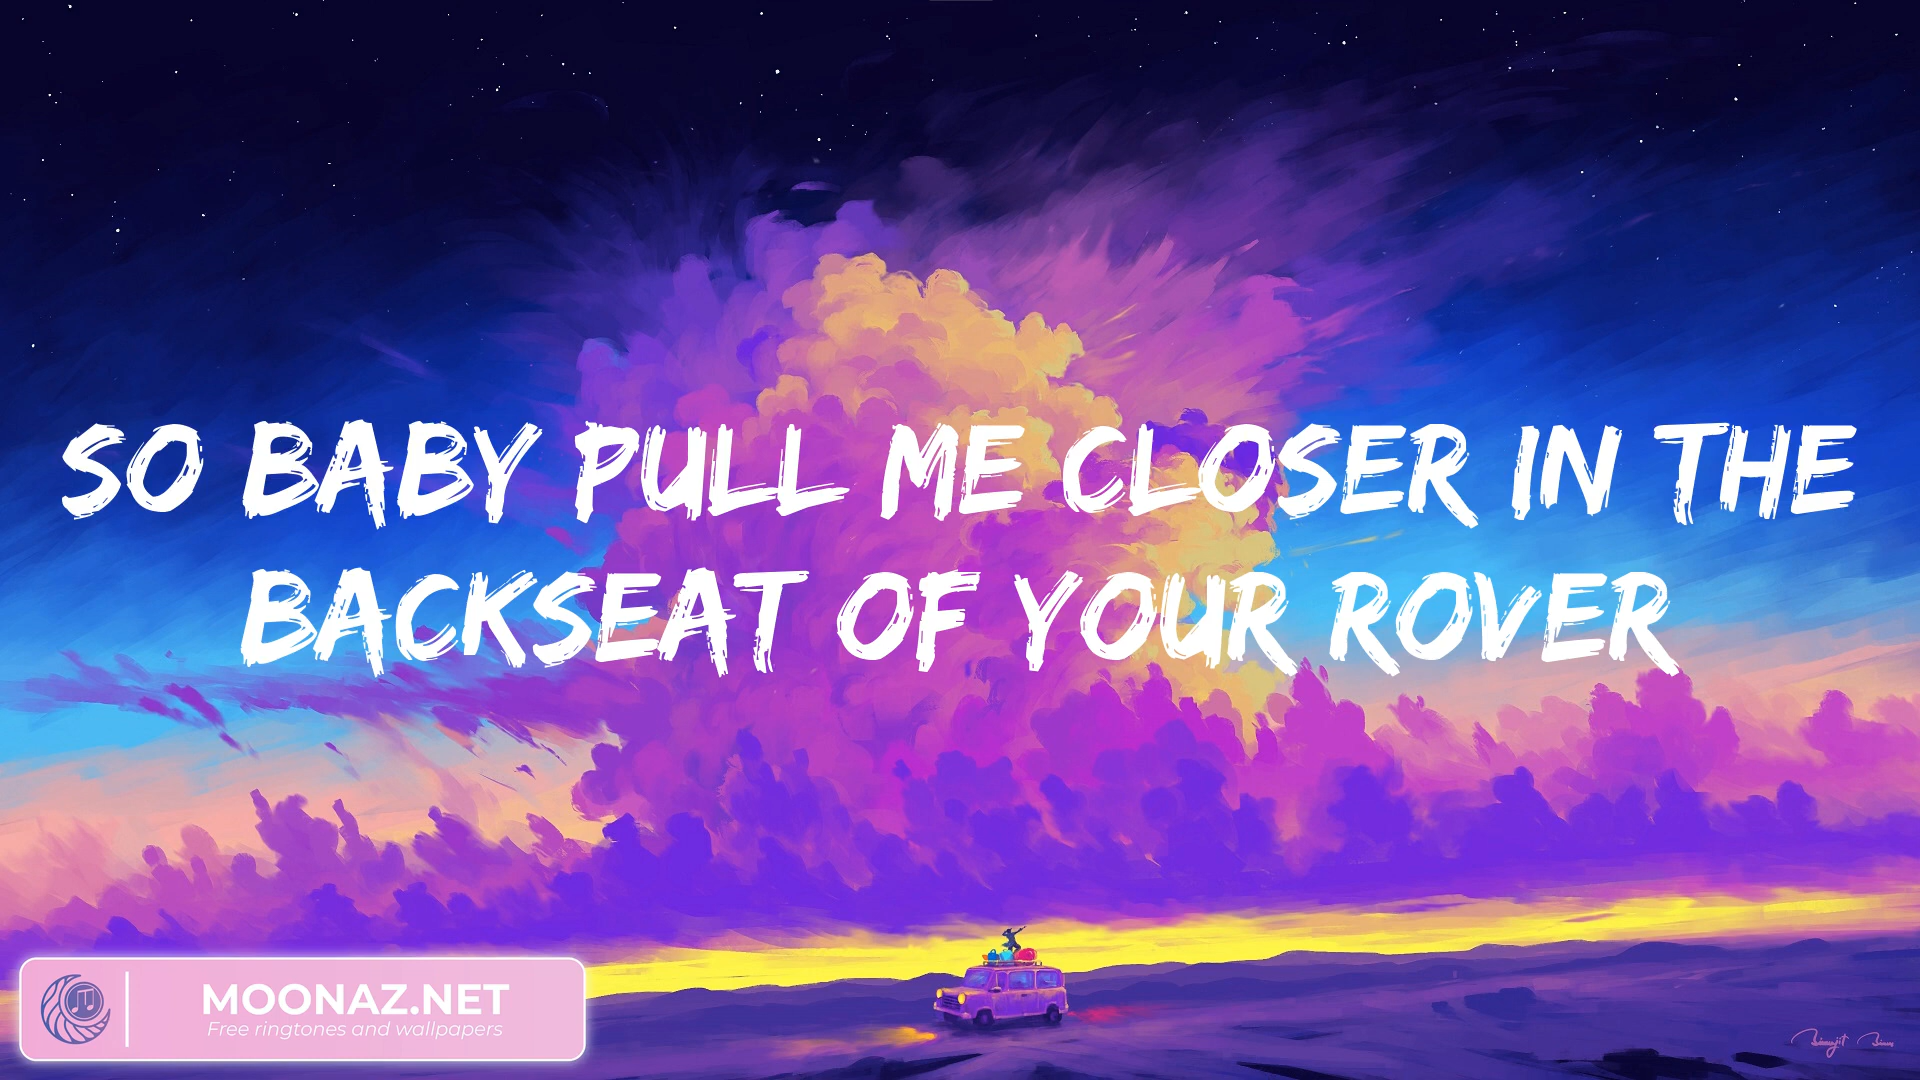 SO BABY PULL ME CLOSER IN THE
BACKSEAT OF YOUR ROVER
MOONAZ.NET
Free ringtones and wallpapers